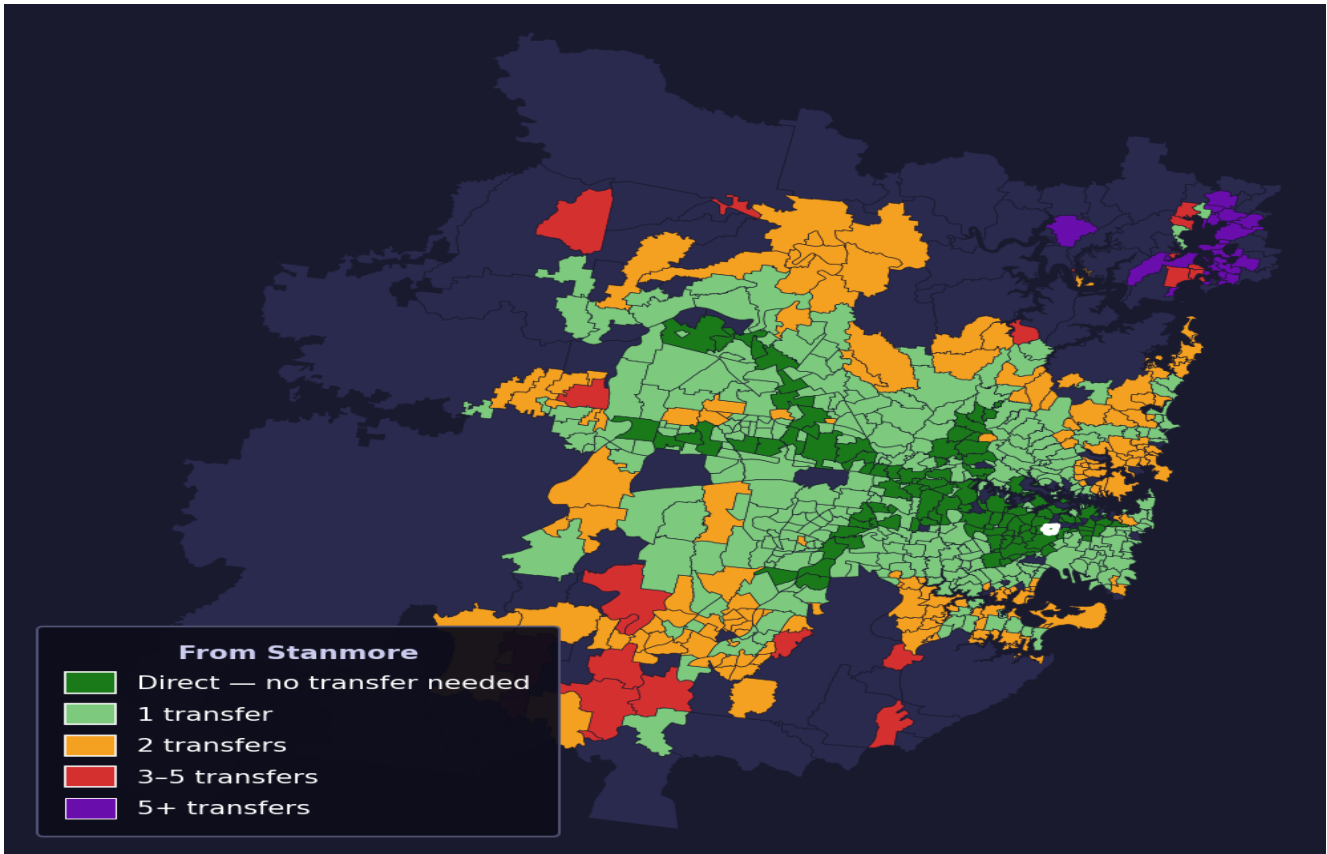 From Stanmore
Direct — no transfer needed
1 transfer
2 transfers
3–5 transfers
5+ transfers